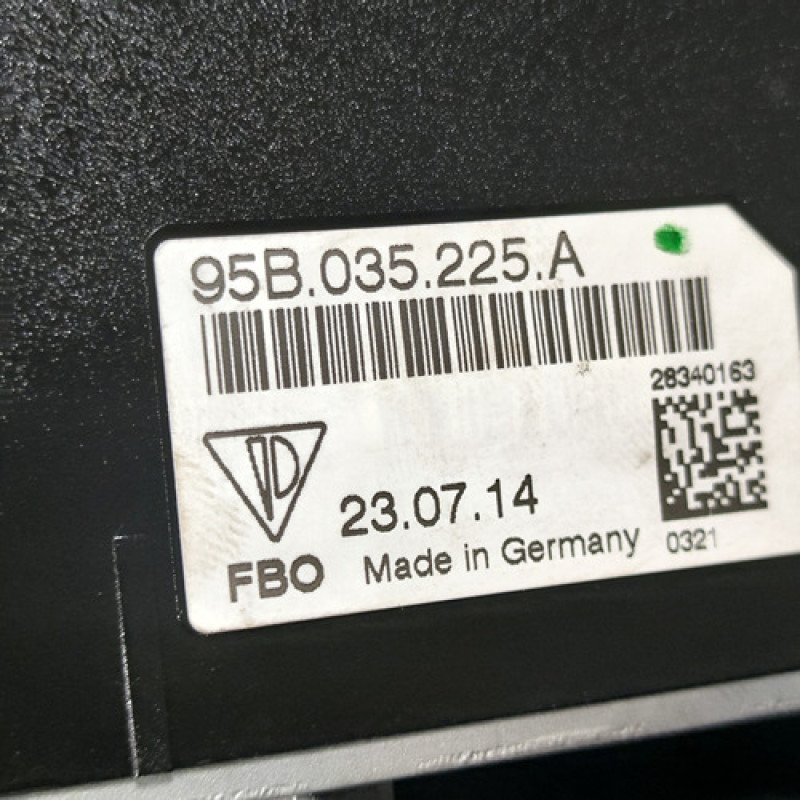 95B.035.225.A
28340163
23.07.14
FBO Made in Germany 0321